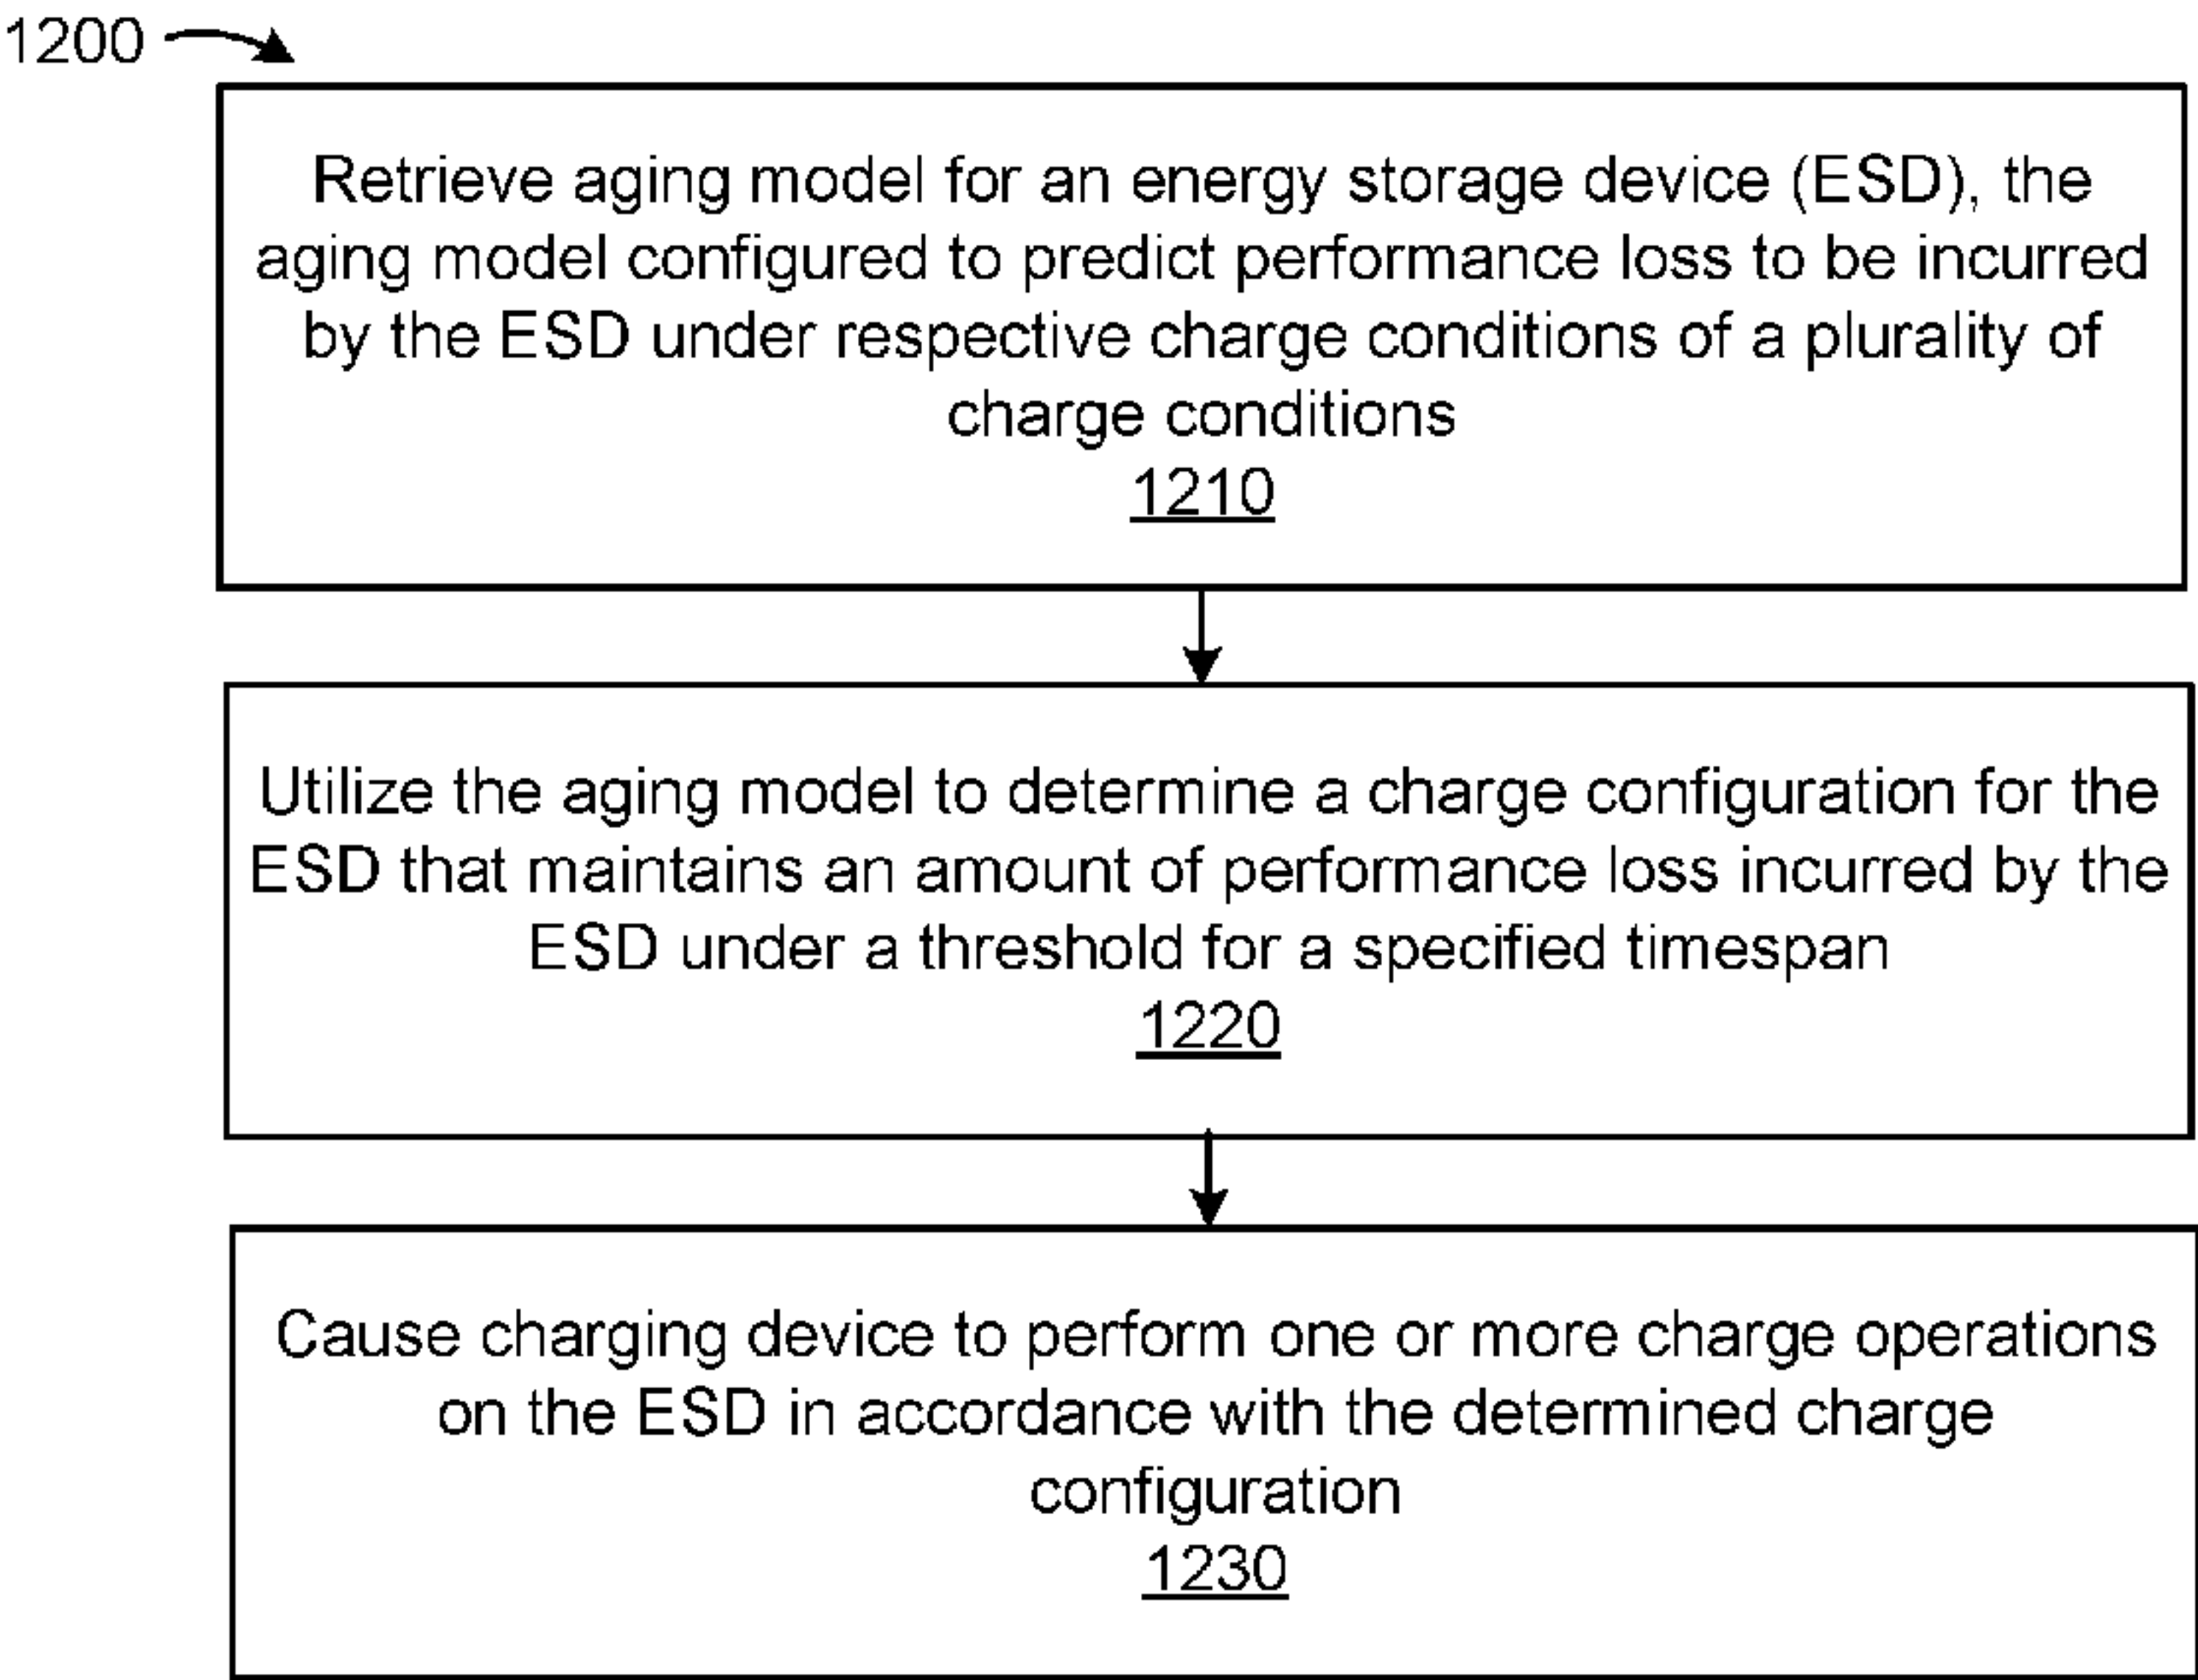 1200
Retrieve aging model for an energy storage device (ESD), the
aging model configured to predict performance loss to be incurred
by the ESD under respective charge conditions of a plurality of
charge conditions
1210
Utilize the aging model to determine a charge configuration for the
ESD that maintains an amount of performance loss incurred by the
ESD under a threshold for a specified timespan
1220
Cause charging device to perform one or more charge operations
on the ESD in accordance with the determined charge
configuration
1230